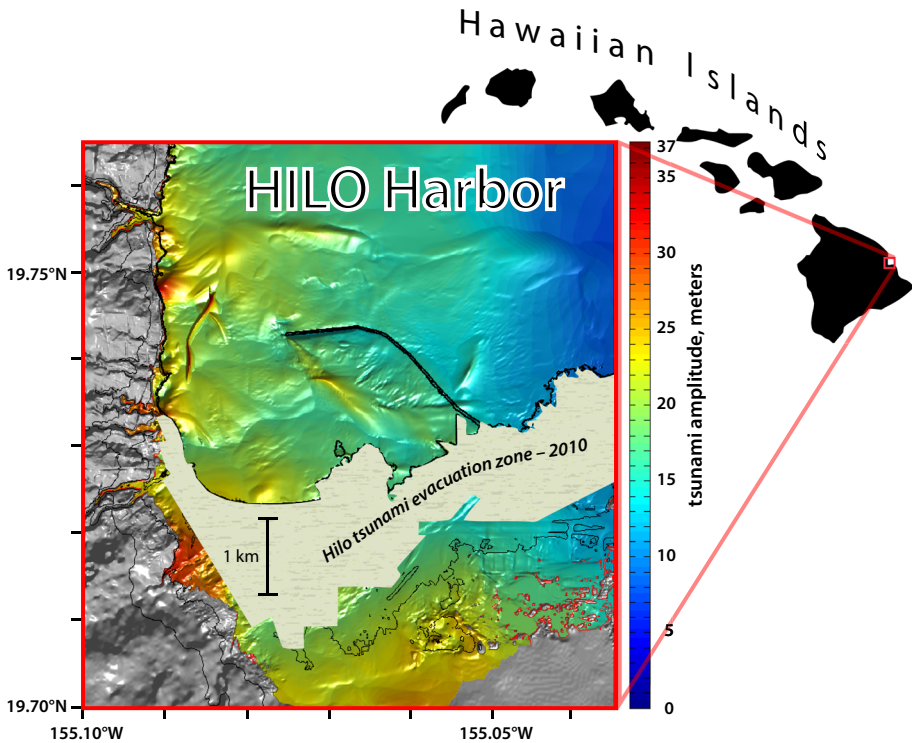 Hawaiian Islands
HILO Harbor
37
35
30
25
20
15
10
5
0
tsunami amplitude, meters
19.75°N
Hilo tsunami evacuation zone – 2010
1 km
19.70°N
155.10°W
155.05°W